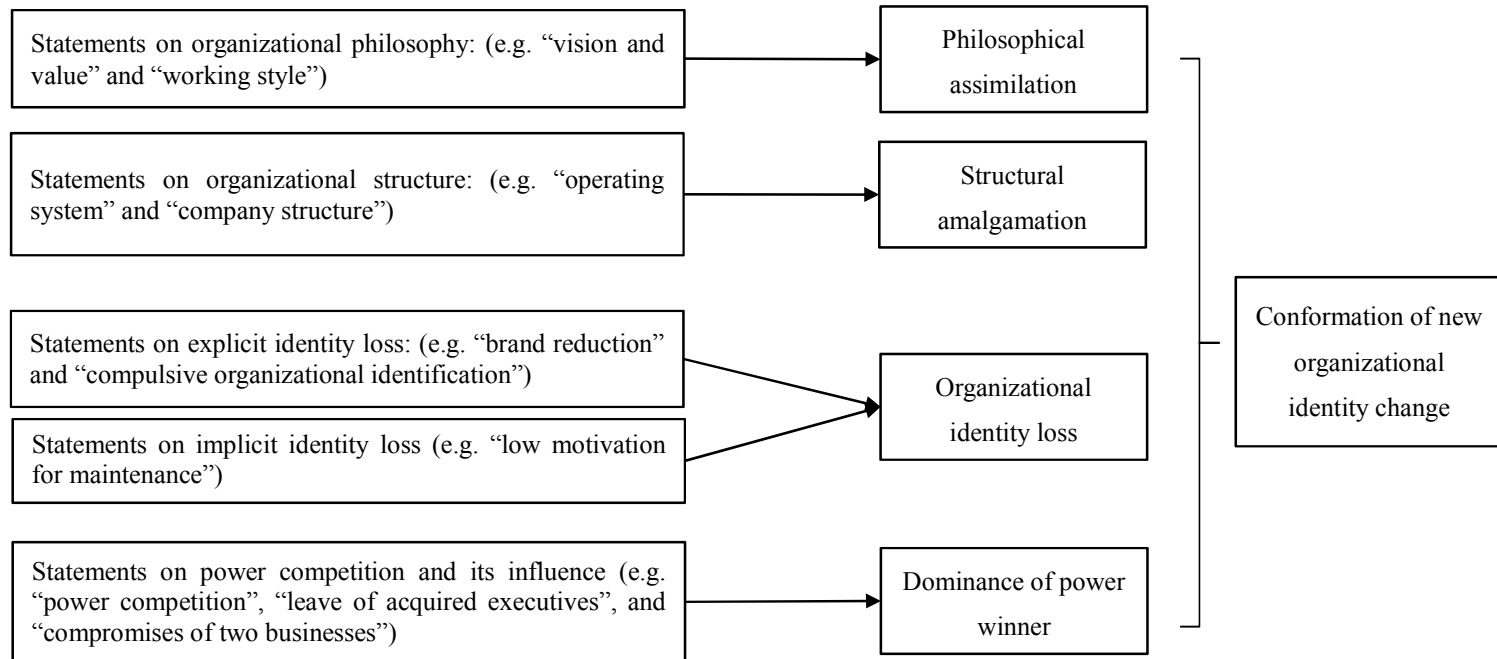 Statements on organizational philosophy: (e.g. “vision and
value” and “working style”)
Philosophical
assimilation
Statements on organizational structure: (e.g. “operating
system” and “company structure”)
Structural
amalgamation
Statements on explicit identity loss: (e.g. “brand reduction”
and “compulsive organizational identification”)
Statements on implicit identity loss (e.g. “low motivation
for maintenance”)
Organizational
identity loss
Statements on power competition and its influence (e.g.
“power competition”, “leave of acquired executives”, and
“compromises of two businesses”)
Dominance of power
winner
Conformation of new
organizational
identity change